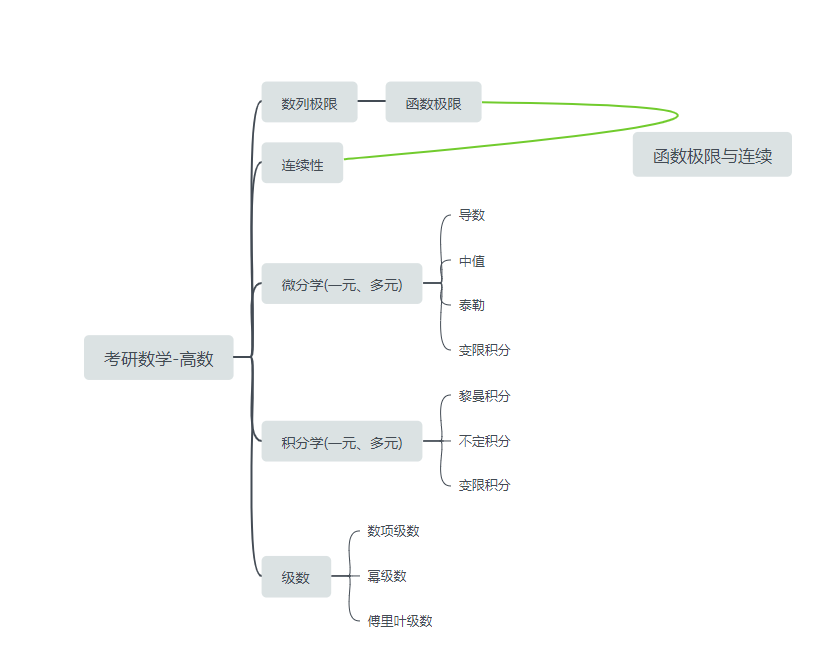 数列极限
函数极限
连续性
函数极限与连续
导数
中值
微分学(一元、多元)
泰勒
变限积分
考研数学-高数
黎曼积分
积分学(一元、多元)
不定积分
变限积分
数项级数
级数
幂级数
傅里叶级数